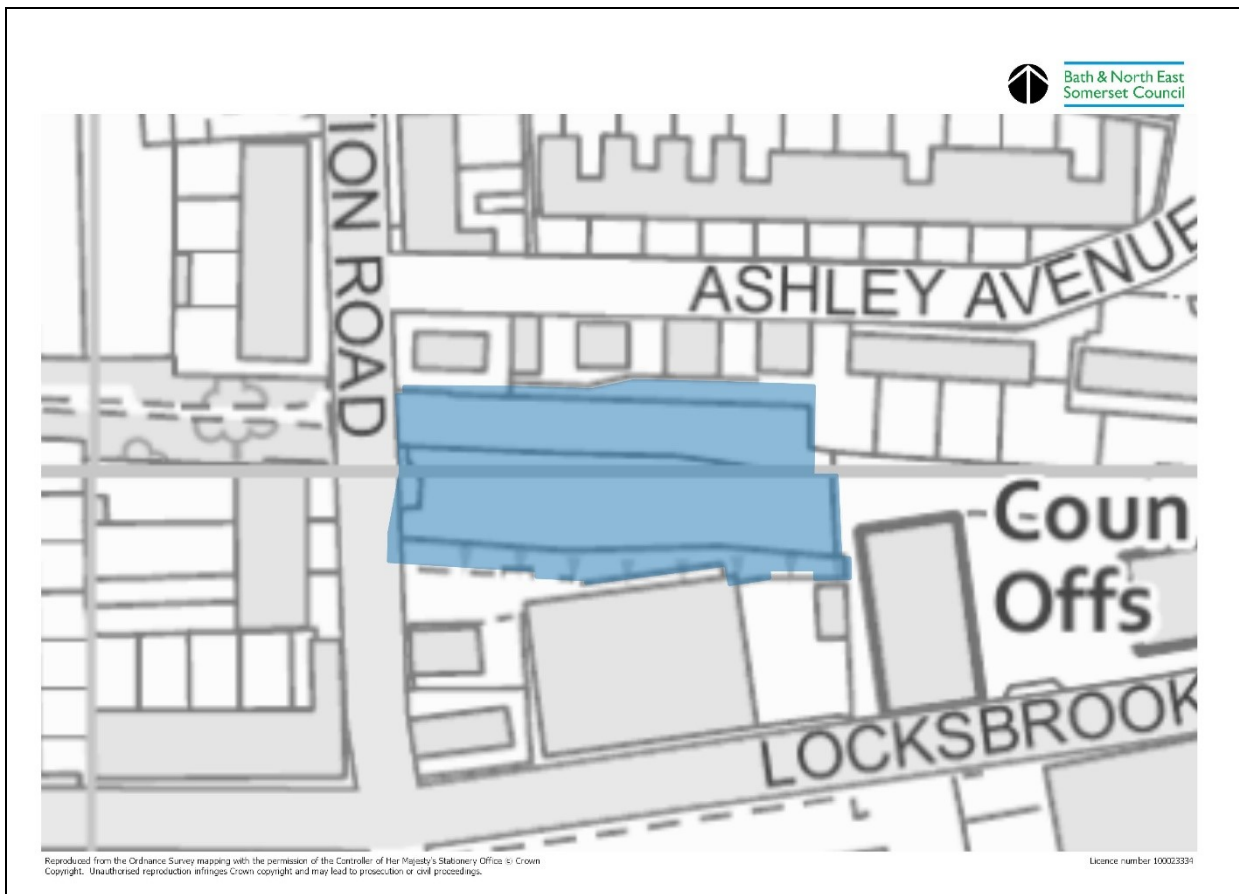 Bath & North East
Somerset Council
TION ROAD
ASHLEY AVENUE
Coun
Offs
LOCKSBROOK
Reproduced from the Ordnance Survey mapping with the permission of the Controller of Her Majesty's Stationery Office © Crown
Copyright. Unauthorised reproduction infringes Crown copyright and may lead to prosecution or civil proceedings.
Licence number 100023334